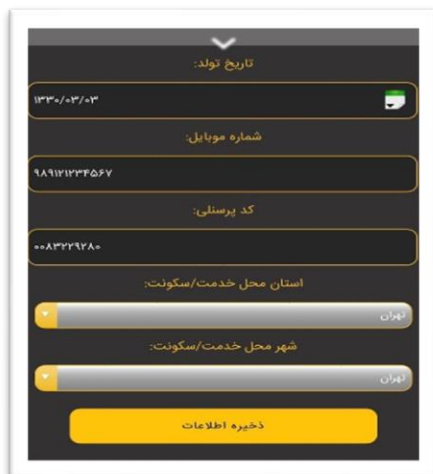 تاریخ تولد:
۱۳۳۰/۰۳/۰۳
شماره موبایل:
۹۸۹۱۲۱۲۳۴۵۶۷
کد پرسنلی:
۰۰۸۳۲۲۹۲۸۰
استان محل خدمت/سکونت:
تهران
شهر محل خدمت/سکونت:
تهران
ذخیره اطلاعات